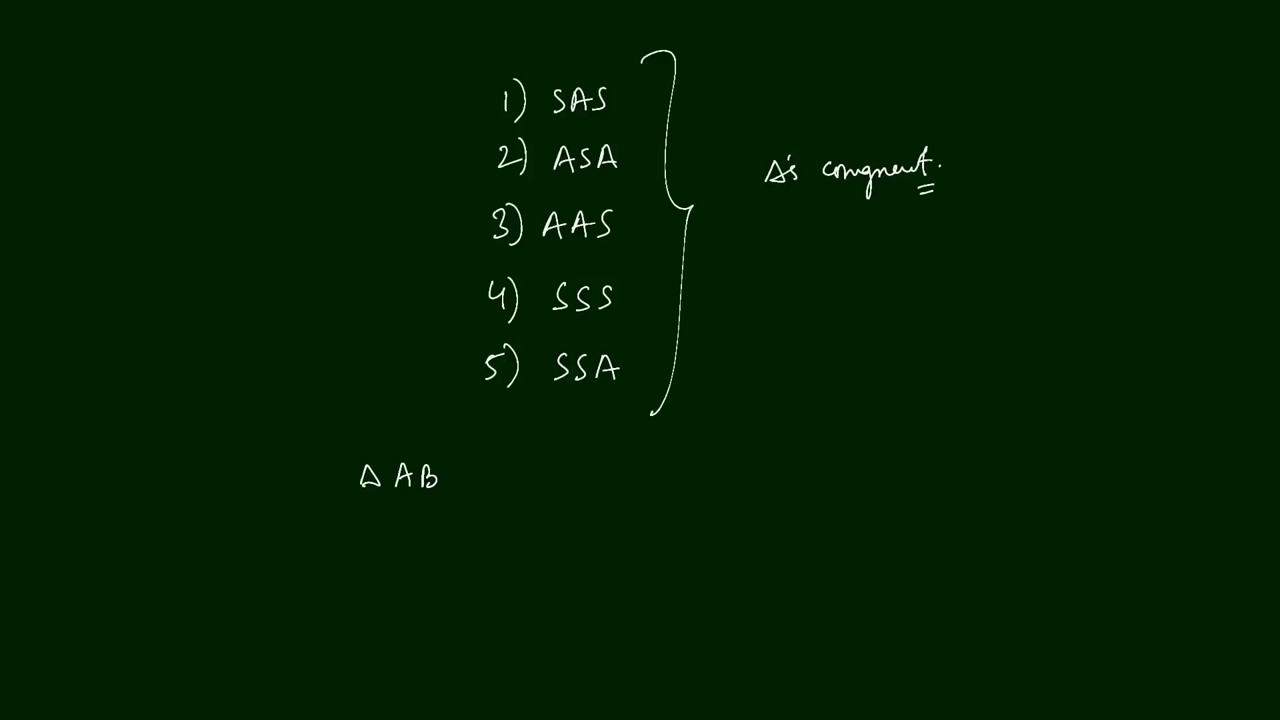 1) SAS
2) ASA
3) AAS
4) SSS
5) SSA
Δ's congruent.
Δ AB